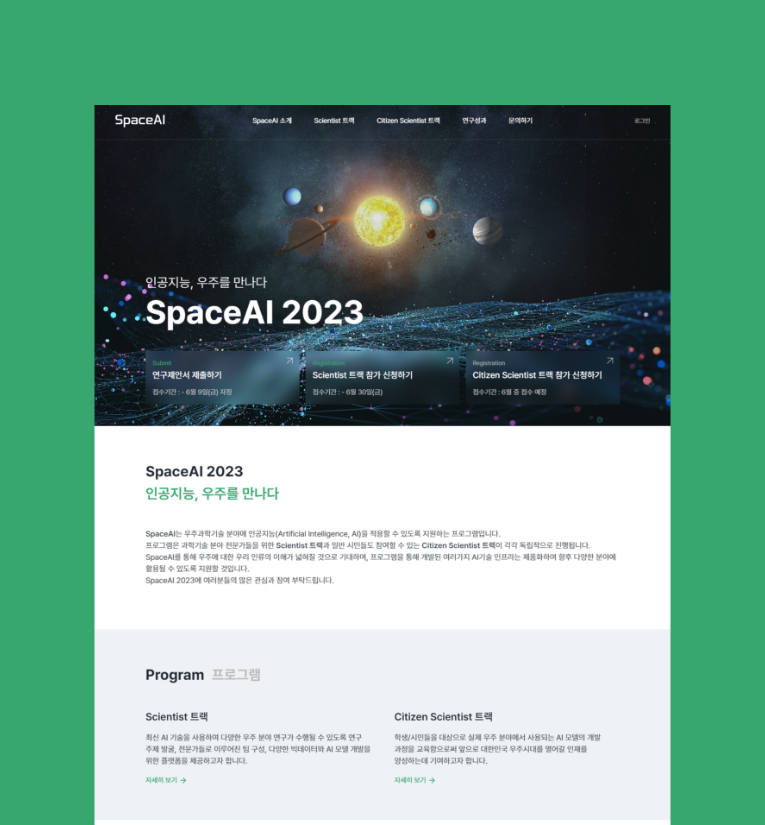 SpaceAI
SpaceAI 소개 Scientist 트랙 Citizen Scientist 트랙 연구성과 문의하기 로그인
인공지능, 우주를 만나다
SpaceAI 2023
Submit
연구제안서 제출하기
접수기간 : - 6월 9일(금) 자정
Registration
Scientist 트랙 참가 신청하기
접수기간 : - 6월 30일(금)
Registration
Citizen Scientist 트랙 참가 신청하기
접수기간 : 6월 중 접수 예정
SpaceAI 2023
인공지능, 우주를 만나다
SpaceAI는 우주과학기술 분야에 인공지능(Artificial Intelligence, AI)을 적용할 수 있도록 지원하는 프로그램입니다.
프로그램은 과학기술 분야 전문가들을 위한 Scientist 트랙과 일반 시민들도 참여할 수 있는 Citizen Scientist 트랙이 각각 독립적으로 진행됩니다.
SpaceAI를 통해 우주에 대한 우리 인류의 이해가 넓혀질 것으로 기대하며, 프로그램을 통해 개발된 여러가지 AI기술 인프라는 제품화하여 향후 다양한 분야에
활용될 수 있도록 지원할 것입니다.
SpaceAI 2023에 여러분들의 많은 관심과 참여 부탁드립니다.
Program 프로그램
Scientist 트랙
최신 AI 기술을 사용하여 다양한 우주 분야 연구가 수행될 수 있도록 연구
주제 발굴, 전문가들로 이루어진 팀 구성, 다양한 빅데이터와 AI 모델 개발을
위한 플랫폼을 제공하고자 합니다.
자세히 보기 →
Citizen Scientist 트랙
학생/시민들을 대상으로 실제 우주 분야에서 사용되는 AI 모델의 개발
과정을 교육함으로써 앞으로 대한민국 우주시대를 열어갈 인재를
양성하는데 기여하고자 합니다.
자세히 보기 →